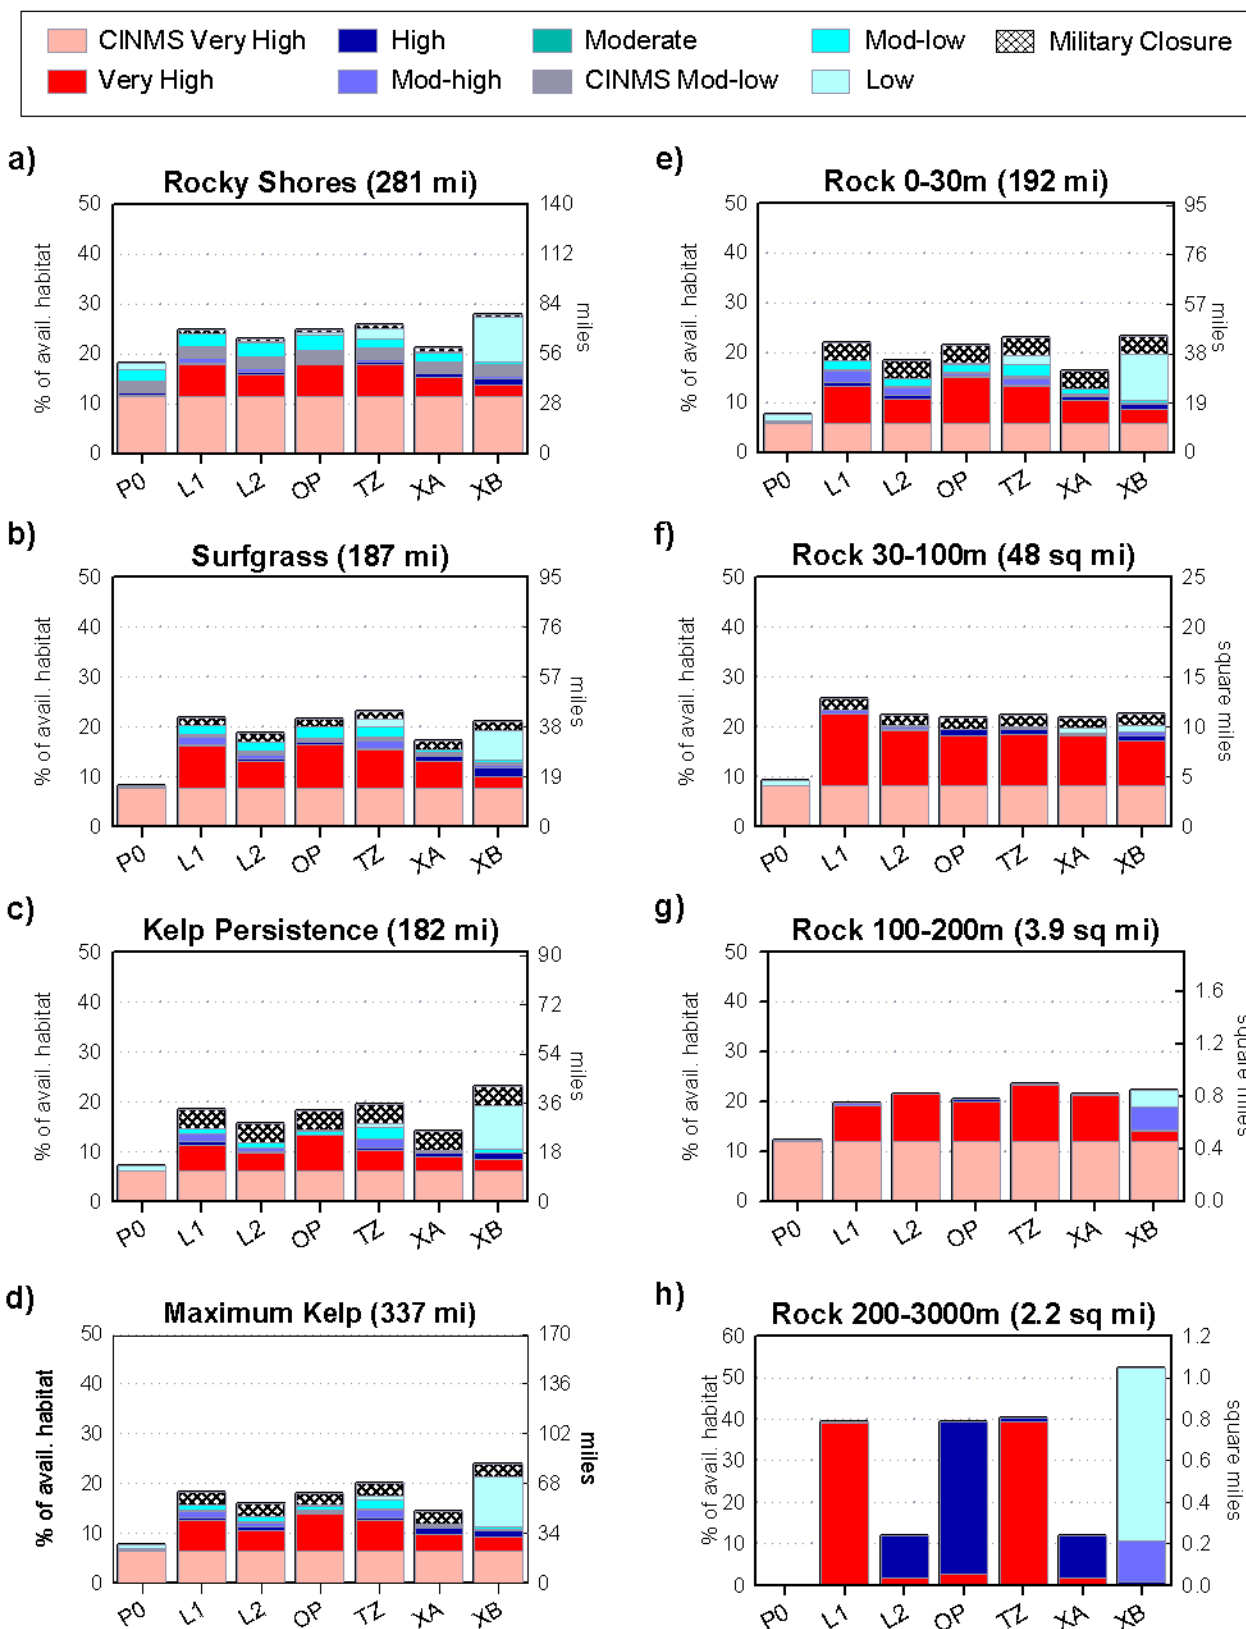 CINMS Very High
High
Moderate
Mod-low
Military Closure
Very High
Mod-high
CINMS Mod-low
Low
a)
Rocky Shores (281 mi)
% of avail. habitat
50
40
30
20
10
0
140
112
84
56
28
0
miles
P0 L1 L2 OP TZ XA XB
e)
Rock 0-30m (192 mi)
% of avail. habitat
50
40
30
20
10
0
95
76
57
38
19
0
miles
P0 L1 L2 OP TZ XA XB
b)
Surfgrass (187 mi)
% of avail. habitat
50
40
30
20
10
0
95
76
57
38
19
0
miles
P0 L1 L2 OP TZ XA XB
f)
Rock 30-100m (48 sq mi)
% of avail. habitat
50
40
30
20
10
0
25
20
15
10
5
0
square miles
P0 L1 L2 OP TZ XA XB
c)
Kelp Persistence (182 mi)
% of avail. habitat
50
40
30
20
10
0
90
72
54
36
18
0
miles
P0 L1 L2 OP TZ XA XB
g)
Rock 100-200m (3.9 sq mi)
% of avail. habitat
50
40
30
20
10
0
1.6
1.2
0.8
0.4
0.0
square miles
P0 L1 L2 OP TZ XA XB
d)
Maximum Kelp (337 mi)
% of avail. habitat
50
40
30
20
10
0
170
136
102
68
34
0
miles
P0 L1 L2 OP TZ XA XB
h)
Rock 200-3000m (2.2 sq mi)
% of avail. habitat
60
50
40
30
20
10
0
1.2
1.0
0.8
0.6
0.4
0.2
0.0
square miles
P0 L1 L2 OP TZ XA XB